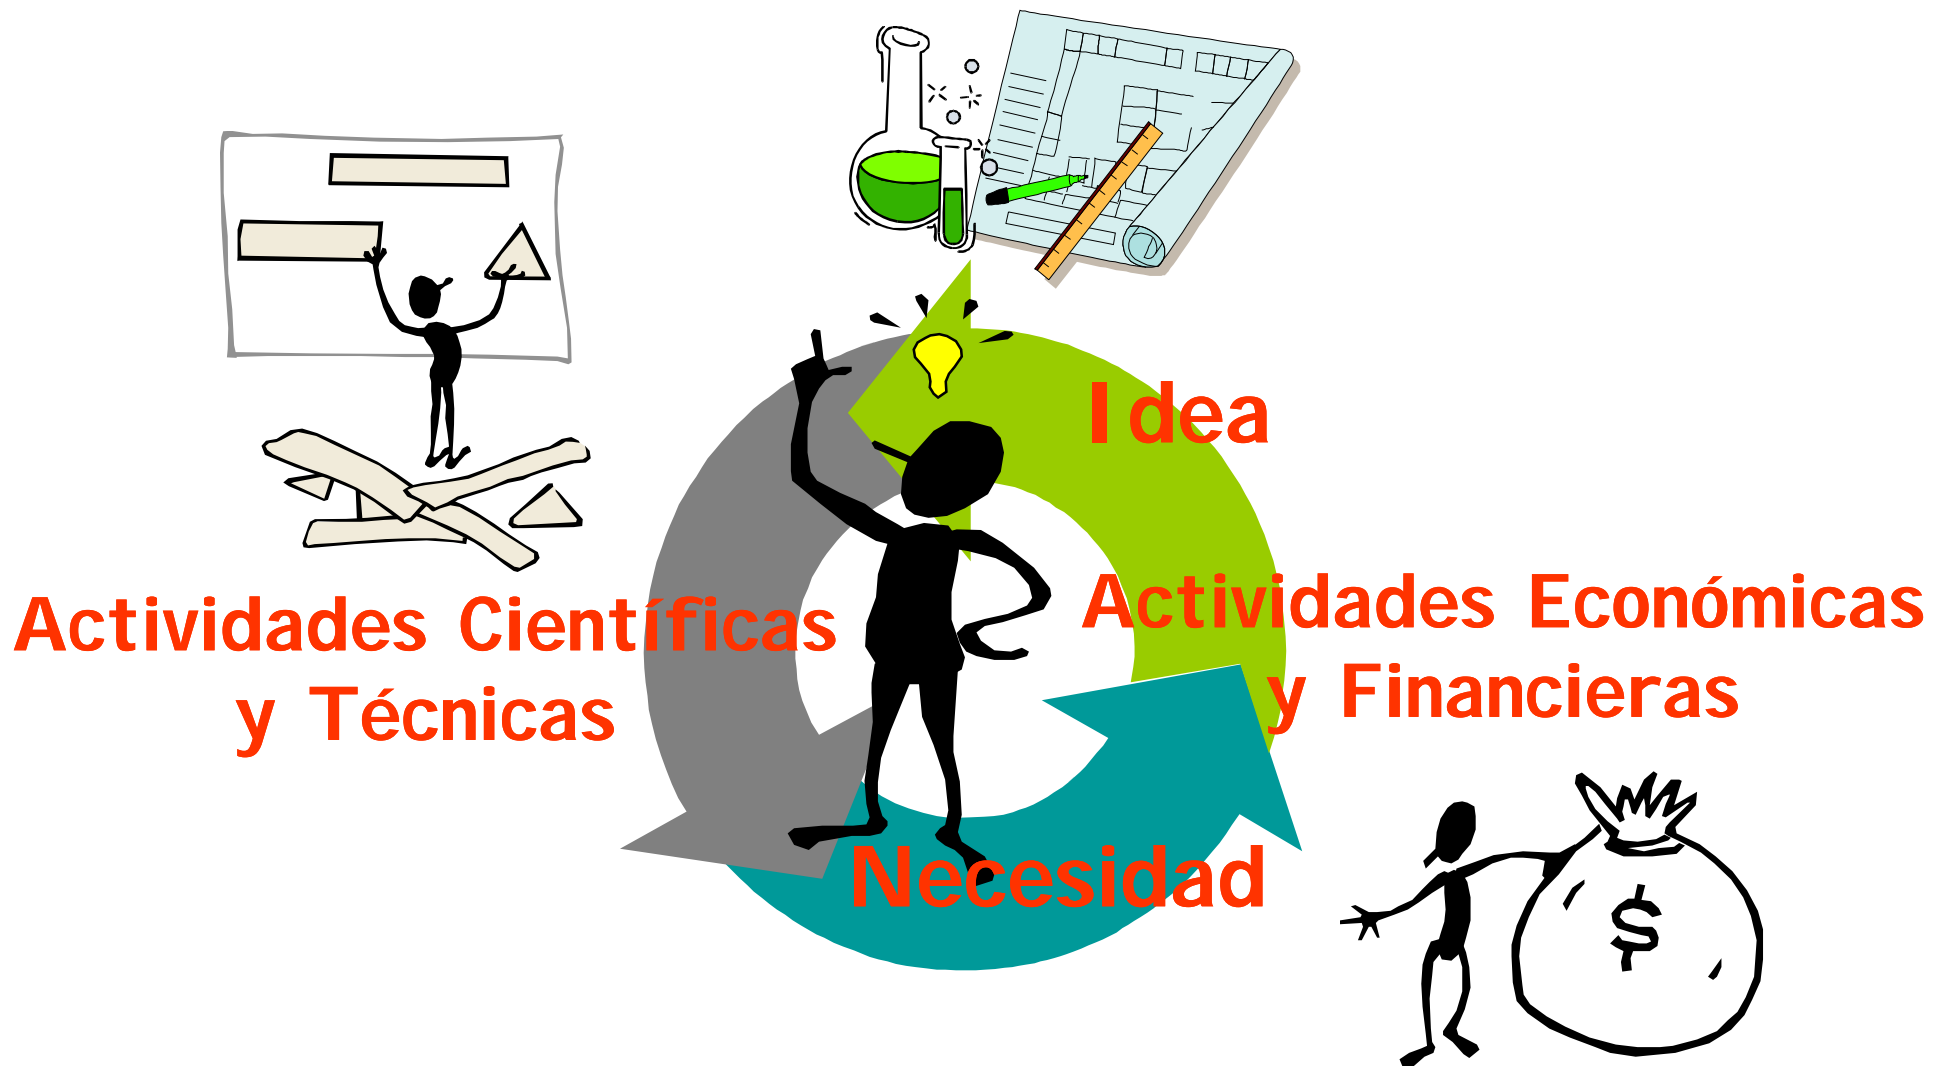 Idea
Actividades Científicas
y Técnicas
Actividades Económicas
y Financieras
Necesidad
$